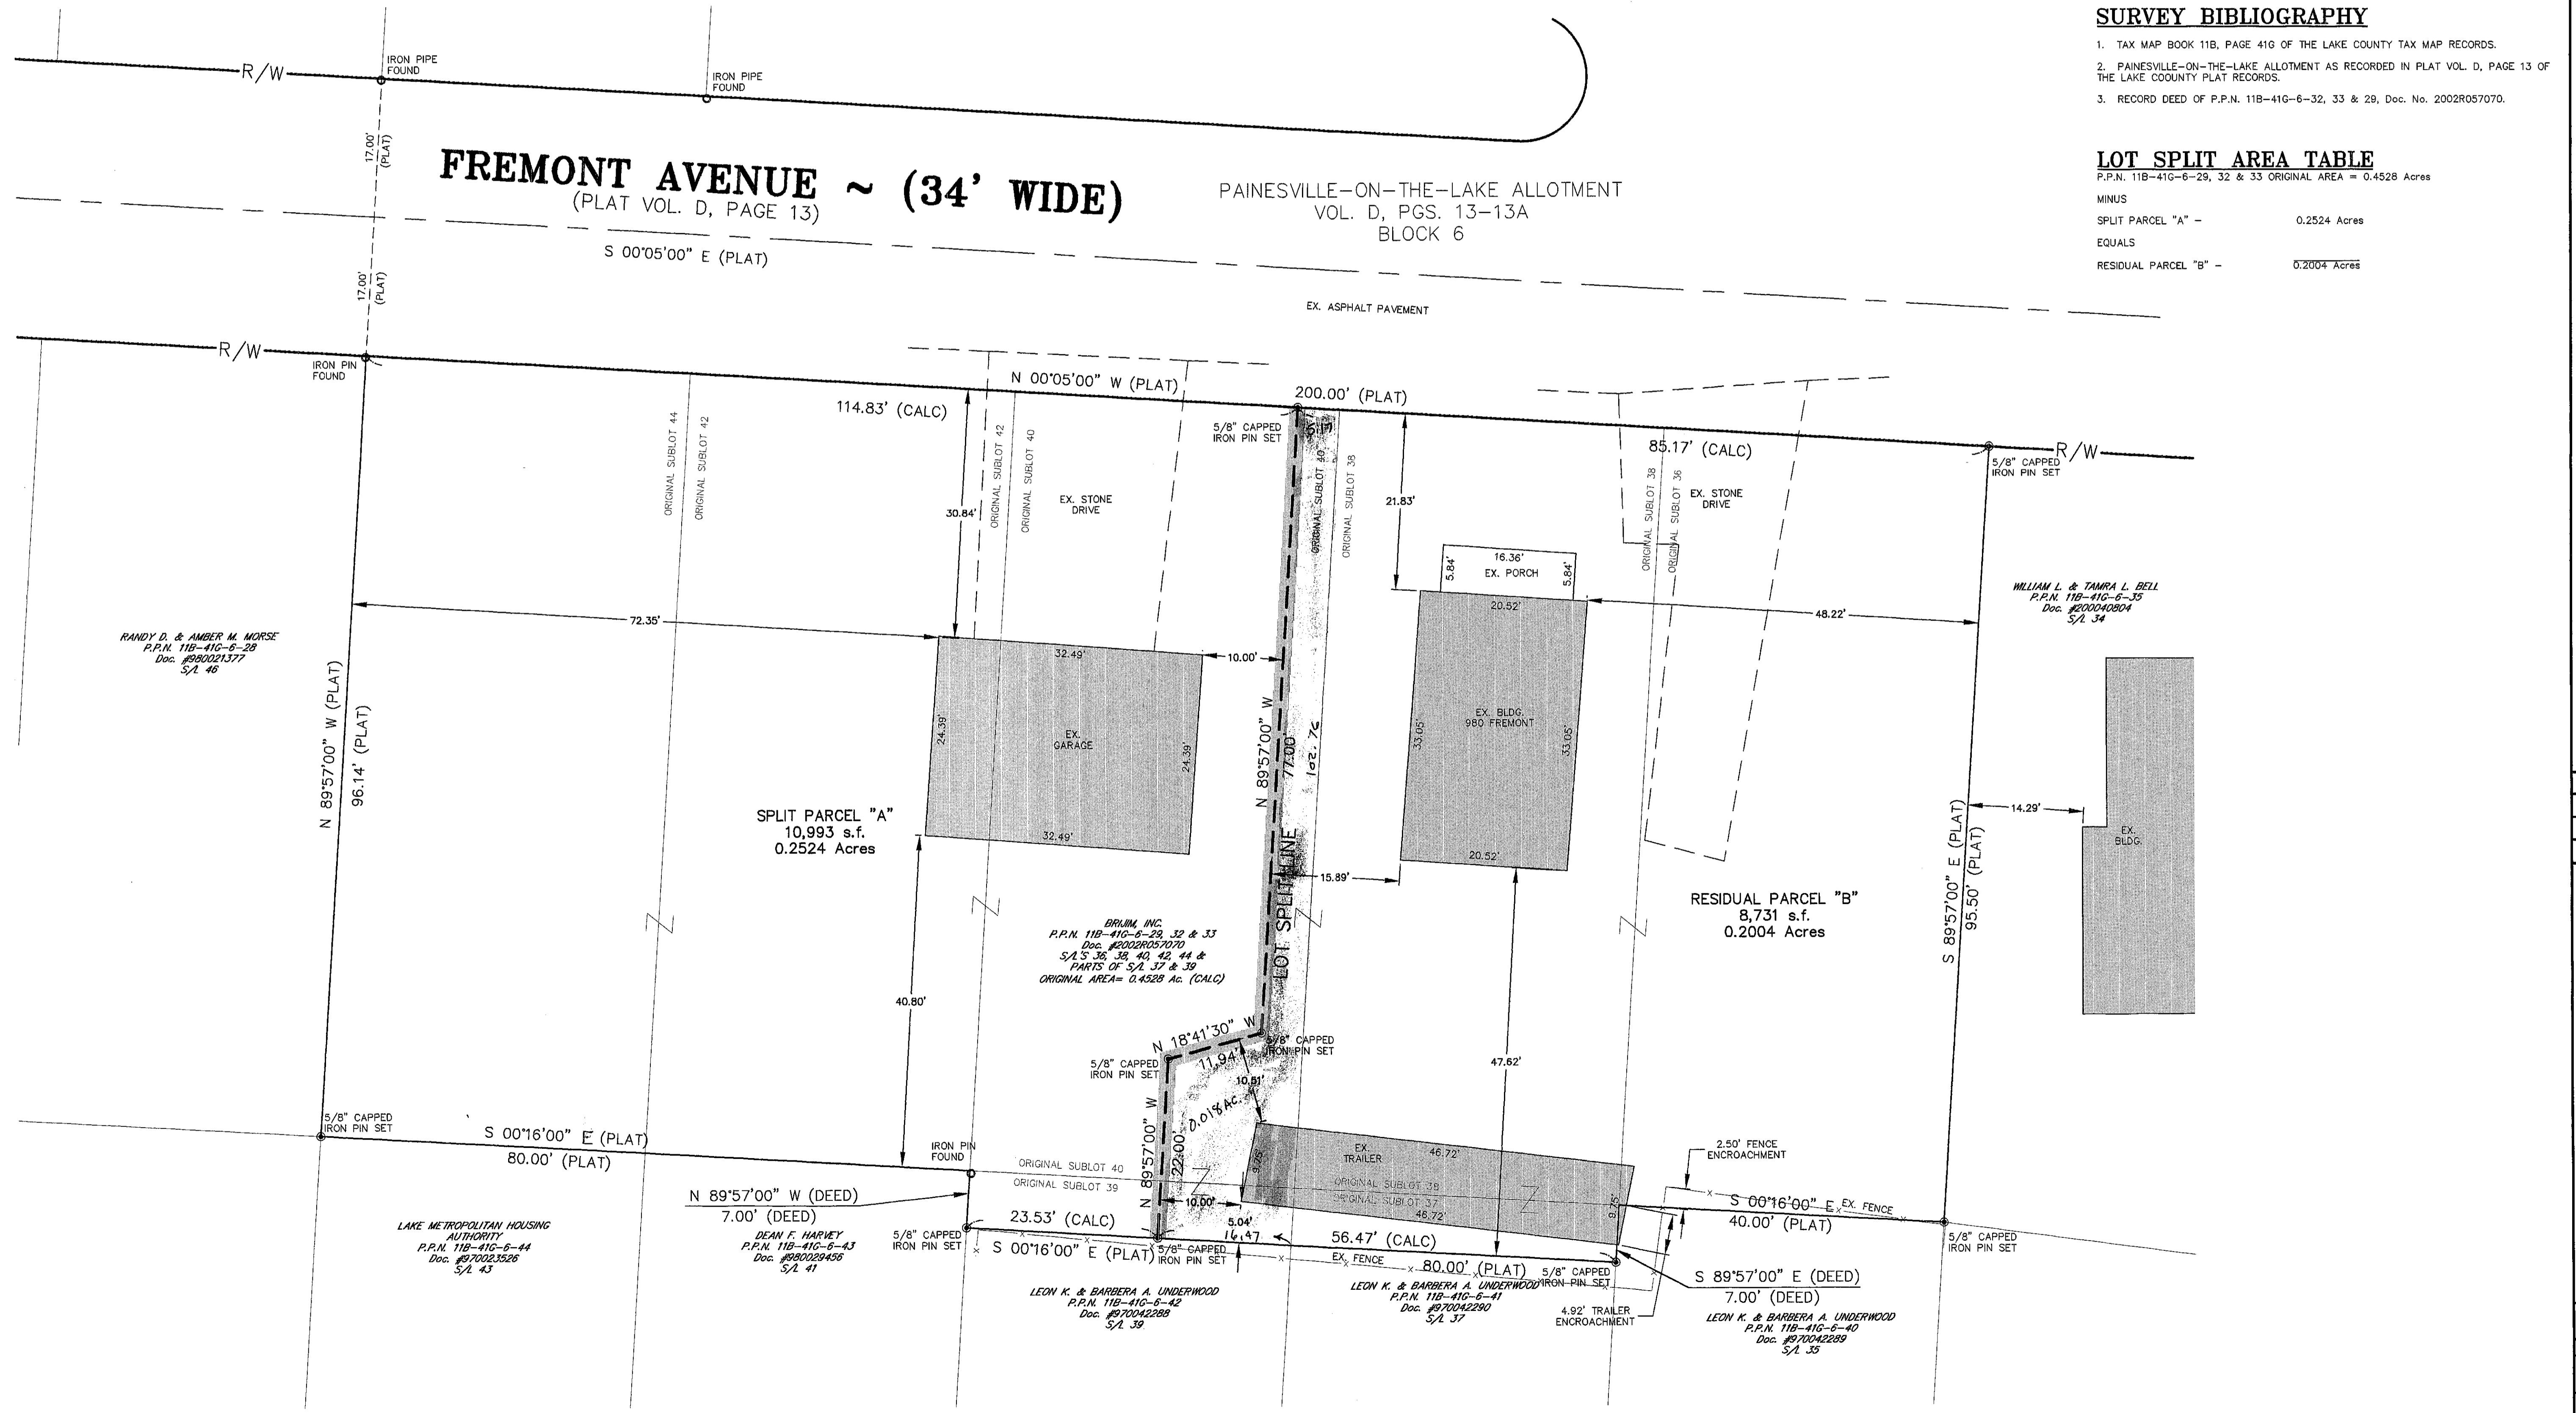 SURVEY BIBLIOGRAPHY
1. TAX MAP BOOK 11B, PAGE 41G OF THE LAKE COUNTY TAX MAP RECORDS.
2. PAINESVILLE-ON-THE-LAKE ALLOTMENT AS RECORDED IN PLAT VOL. D, PAGE 13 OF
THE LAKE COOUNTY PLAT RECORDS.
3. RECORD DEED OF P.P.N. 11B-41G-6-32, 33 & 29, Doc. No. 2002R057070.
LOT SPLIT AREA TABLE
P.P.N. 11B-41G-6-29, 32 & 33 ORIGINAL AREA = 0.4528 Acres
MINUS
SPLIT PARCEL "A" - 0.2524 Acres
EQUALS
RESIDUAL PARCEL "B" - 0.2004 Acres
R/W
IRON PIPE
FOUND
IRON PIPE
FOUND
17.00'
(PLAT)
FREMONT AVENUE ~ (34' WIDE)
(PLAT VOL. D, PAGE 13)
PAINESVILLE-ON-THE-LAKE ALLOTMENT
VOL. D, PGS. 13-13A
BLOCK 6
S 00°05'00" E (PLAT)
17.00'
(PLAT)
EX. ASPHALT PAVEMENT
R/W
IRON PIN
FOUND
N 00°05'00" W (PLAT)
200.00' (PLAT)
114.83' (CALC)
5/8" CAPPED
IRON PIN SET
85.17' (CALC)
R/W
5/8" CAPPED
IRON PIN SET
ORIGINAL SUBLOT 44
ORIGINAL SUBLOT 42
ORIGINAL SUBLOT 42
ORIGINAL SUBLOT 40
ORIGINAL SUBLOT 40
ORIGINAL SUBLOT 38
ORIGINAL SUBLOT 38
ORIGINAL SUBLOT 36
EX. STONE
DRIVE
EX. STONE
DRIVE
30.84'
21.83'
16.36'
EX. PORCH
5.84'
5.84'
20.52'
48.22'
WILLIAM L. & TAMRA L. BELL
P.P.N. 11B-41G-6-35
Doc. #200040804
S/L 34
RANDY D. & AMBER M. MORSE
P.P.N. 11B-41G-6-28
Doc. #980021377
S/L 46
72.35'
32.49'
10.00'
24.39'
EX.
GARAGE
24.39'
32.49'
N 89°57'00" W (PLAT)
96.14' (PLAT)
N 89°57'00" W
77.00'
102.76
LOT SPLIT LINE
EX. BLDG.
980 FREMONT
33.05'
33.05'
20.52'
15.89'
14.29'
EX.
BLDG.
SPLIT PARCEL "A"
10,993 s.f.
0.2524 Acres
RESIDUAL PARCEL "B"
8,731 s.f.
0.2004 Acres
S 89°57'00" E (PLAT)
95.50' (PLAT)
BRIJIM, INC.
P.P.N. 11B-41G-6-29, 32 & 33
Doc. #2002R057070
S/L'S 36, 38, 40, 42, 44 &
PARTS OF S/L 37 & 39
ORIGINAL AREA= 0.4528 Ac. (CALC)
40.80'
N 18°41'30" W
11.94'
5/8" CAPPED
IRON PIN SET
5/8" CAPPED
IRON PIN SET
10.51'
0.018 Ac.
47.62'
5/8" CAPPED
IRON PIN SET
S 00°16'00" E (PLAT)
80.00' (PLAT)
IRON PIN
FOUND
ORIGINAL SUBLOT 40
ORIGINAL SUBLOT 39
N 89°57'00" W
22.00'
EX.
TRAILER
46.72'
9.75'
ORIGINAL SUBLOT 38
ORIGINAL SUBLOT 37
46.72'
9.75'
2.50' FENCE
ENCROACHMENT
S 00°16'00" E
EX. FENCE
40.00' (PLAT)
N 89°57'00" W (DEED)
7.00' (DEED)
10.00'
5.04'
16.47
23.53' (CALC)
56.47' (CALC)
S 00°16'00" E (PLAT)
5/8" CAPPED
IRON PIN SET
5/8" CAPPED
IRON PIN SET
EX. FENCE
80.00' (PLAT)
5/8" CAPPED
IRON PIN SET
5/8" CAPPED
IRON PIN SET
S 89°57'00" E (DEED)
7.00' (DEED)
4.92' TRAILER
ENCROACHMENT
LAKE METROPOLITAN HOUSING
AUTHORITY
P.P.N. 11B-41G-6-44
Doc. #970023526
S/L 43
DEAN F. HARVEY
P.P.N. 11B-41G-6-43
Doc. #980029456
S/L 41
LEON K. & BARBERA A. UNDERWOOD
P.P.N. 11B-41G-6-42
Doc. #970042288
S/L 39
LEON K. & BARBERA A. UNDERWOOD
P.P.N. 11B-41G-6-41
Doc. #970042290
S/L 37
LEON K. & BARBERA A. UNDERWOOD
P.P.N. 11B-41G-6-40
Doc. #970042289
S/L 35